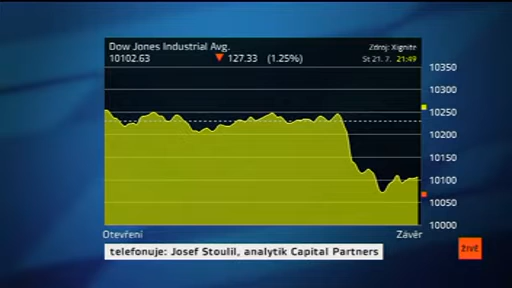 Dow Jones Industrial Avg.
Zdroj: Xignite
10102.63 ▼ 127.33 (1.25%)
St 21. 7. 21:49
10350
10300
10250
10200
10150
10100
10050
10000
Otevření
Závěr
telefonuje: Josef Stoulil, analytik Capital Partners
ŽIVĚ